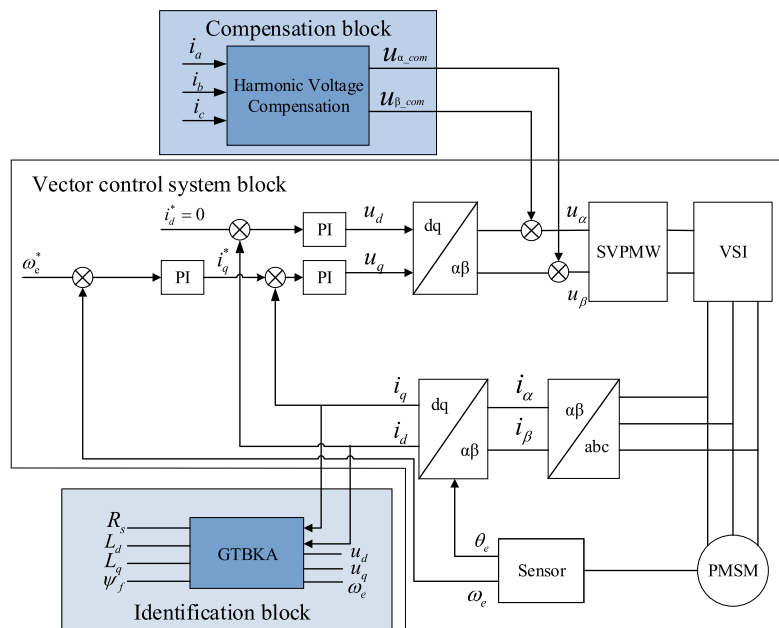 Compensation block
i_a
i_b
i_c
Harmonic Voltage
Compensation
u_α_com
u_β_com
Vector control system block
i_d^* = 0
ω_e^*
PI
i_q^*
PI
PI
u_d
u_q
dq
αβ
u_α
u_β
SVPMW
VSI
i_q
i_d
dq
αβ
i_α
i_β
αβ
abc
θ_e
ω_e
Sensor
PMSM
R_s
L_d
L_q
ψ_f
GTBKA
u_d
u_q
ω_e
Identification block